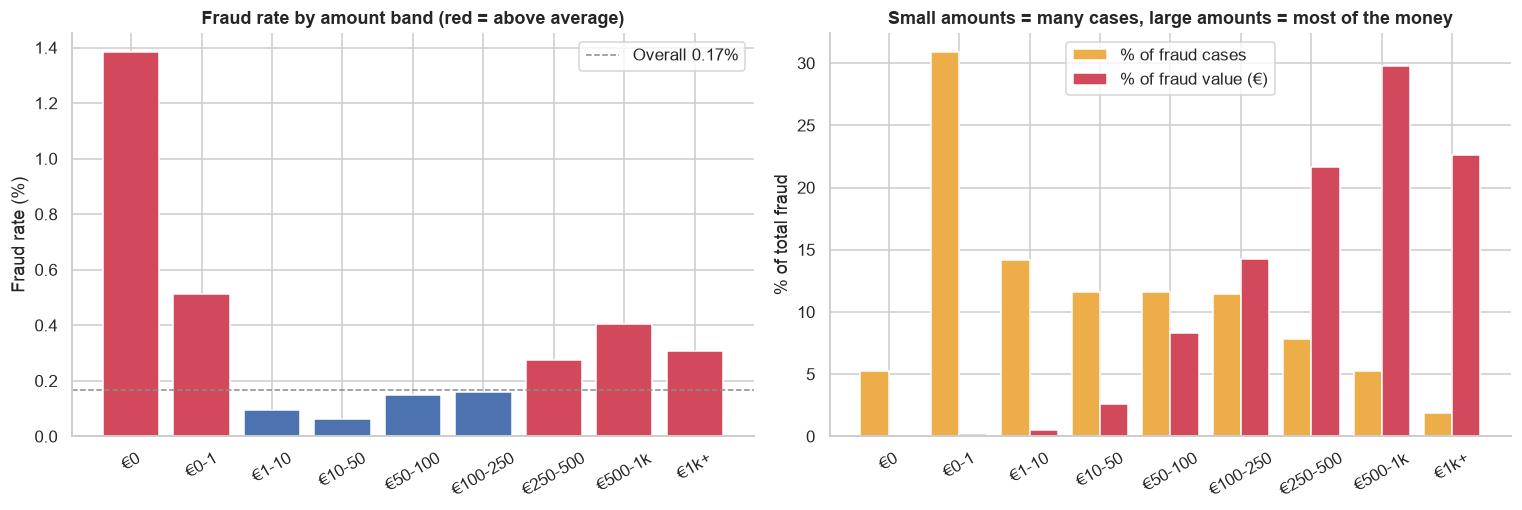 Fraud rate by amount band (red = above average)
Fraud rate (%)
1.4
1.2
1.0
0.8
0.6
0.4
0.2
0.0
Overall 0.17%
€0
€0-1
€1-10
€10-50
€50-100
€100-250
€250-500
€500-1k
€1k+
Small amounts = many cases, large amounts = most of the money
% of total fraud
30
25
20
15
10
5
0
% of fraud cases
% of fraud value (€)
€0
€0-1
€1-10
€10-50
€50-100
€100-250
€250-500
€500-1k
€1k+